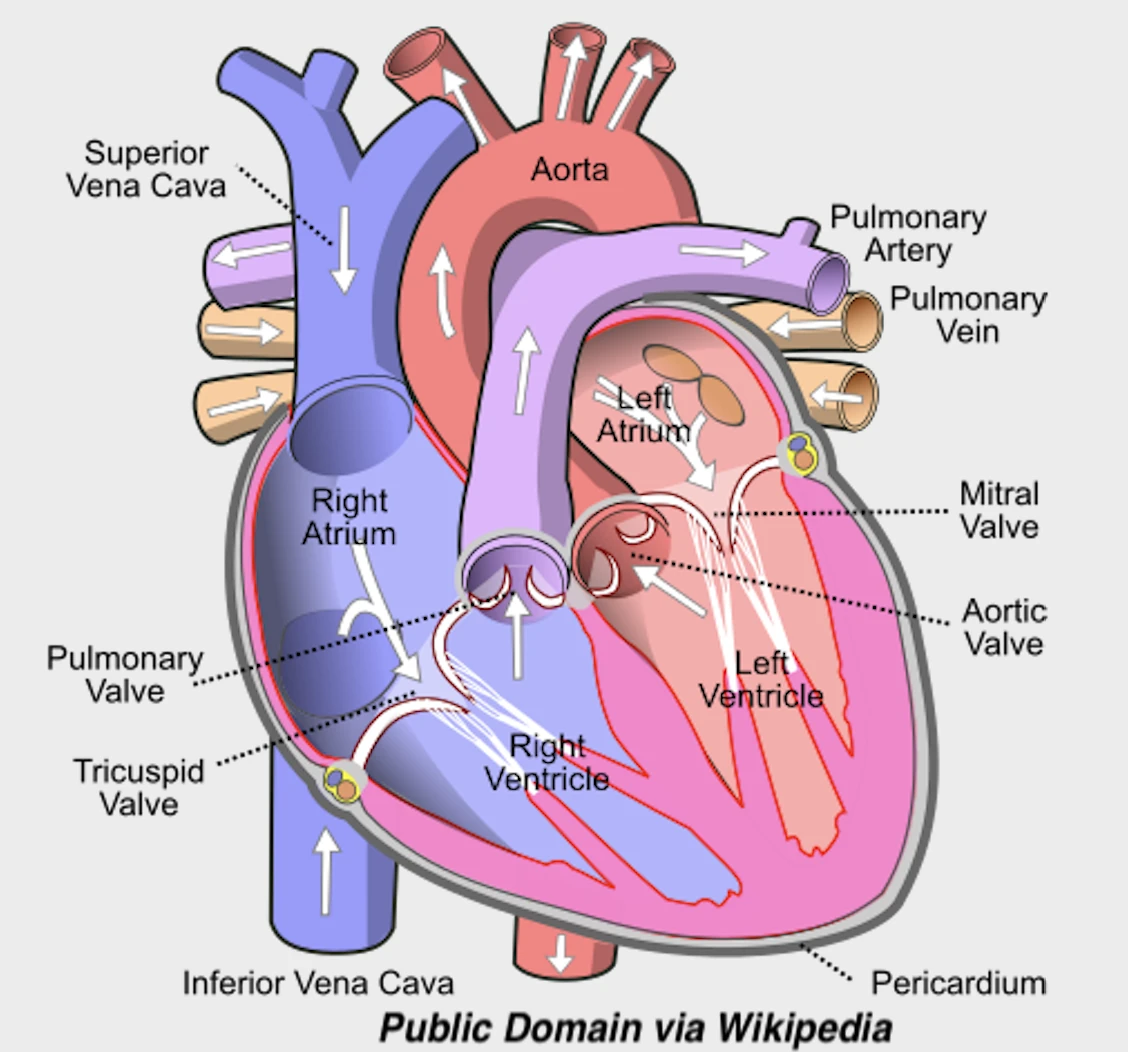 Aorta
Superior
Vena Cava
Pulmonary
Artery
Pulmonary
Vein
Left
Atrium
Right
Atrium
Mitral
Valve
Aortic
Valve
Pulmonary
Valve
Left
Ventricle
Tricuspid
Valve
Right
Ventricle
Inferior Vena Cava
Pericardium
Public Domain via Wikipedia